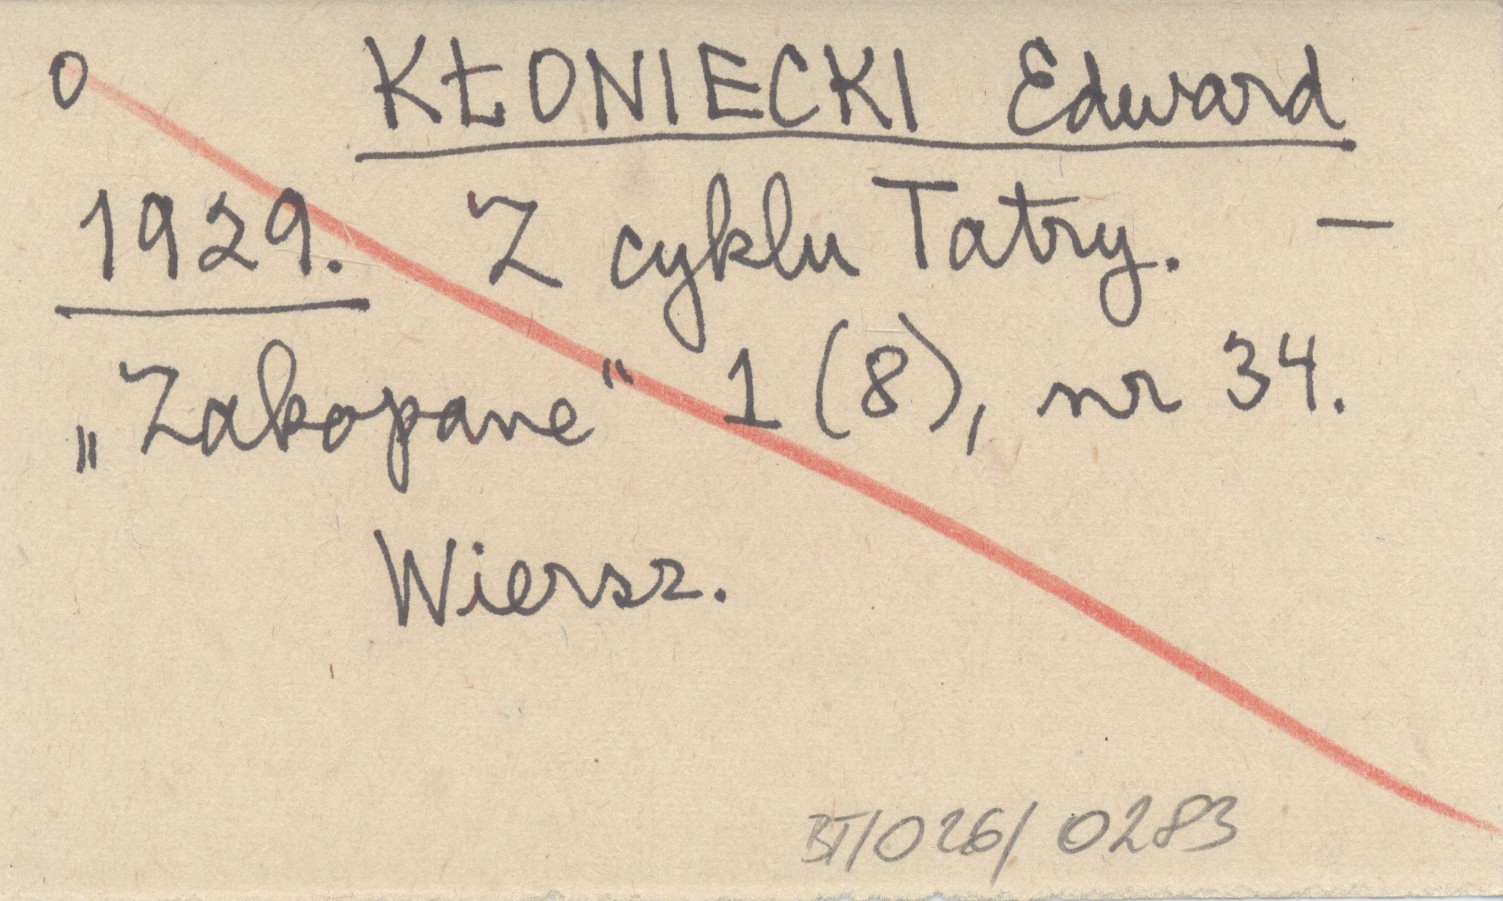 0 KŁONIECKI Edward
1929. Z cyklu Tatry. —
„Zakopane” 1 (8), nr 34.
Wiersz.
BT/026/0283